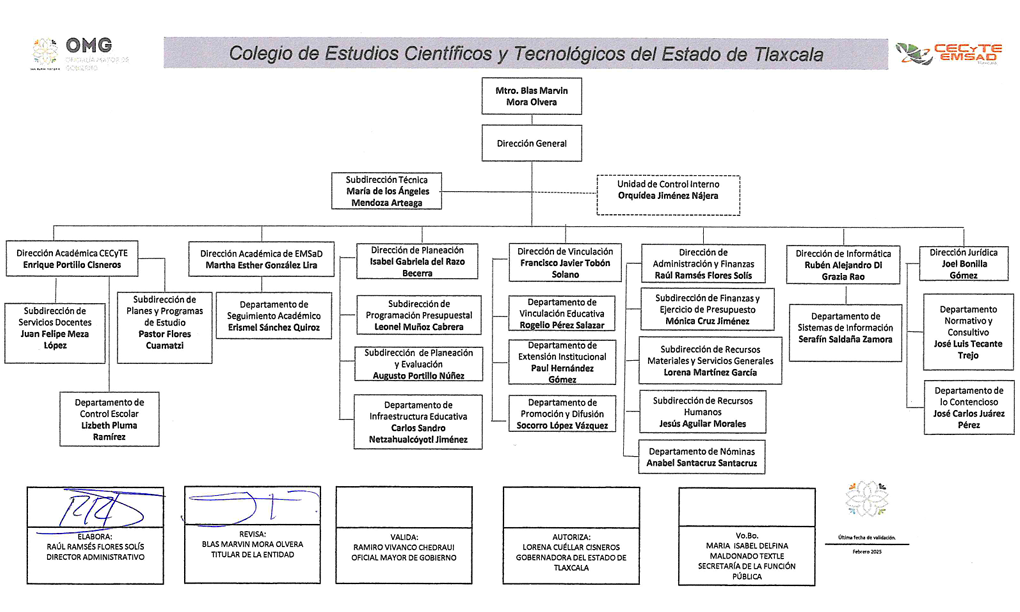 OMG
OFICIALÍA MAYOR DE
GOBIERNO
Colegio de Estudios Científicos y Tecnológicos del Estado de Tlaxcala
CECyTE
EMSAD
Tlaxcala
Mtro. Blas Marvin
Mora Olvera
Dirección General
Subdirección Técnica
María de los Ángeles
Mendoza Arteaga
Unidad de Control Interno
Orquídea Jiménez Nájera
Dirección Académica CECyTE
Enrique Portillo Cisneros
Dirección Académica de EMSaD
Martha Esther González Lira
Dirección de Planeación
Isabel Gabriela del Razo
Becerra
Dirección de Vinculación
Francisco Javier Tobón
Solano
Dirección de
Administración y Finanzas
Raúl Ramsés Flores Solís
Dirección de Informática
Rubén Alejandro Di
Grazia Rao
Dirección Jurídica
Joel Bonilla
Gómez
Subdirección de
Servicios Docentes
Juan Felipe Meza
López
Subdirección de
Planes y Programas
de Estudio
Pastor Flores
Cuamatzi
Departamento de
Control Escolar
Lizbeth Pluma
Ramírez
Departamento de
Seguimiento Académico
Erismel Sánchez Quiroz
Subdirección de
Programación Presupuestal
Leonel Muñoz Cabrera
Subdirección de Planeación
y Evaluación
Augusto Portillo Núñez
Departamento de
Infraestructura Educativa
Carlos Sandro
Netzahualcóyotl Jiménez
Departamento de
Vinculación Educativa
Rogelio Pérez Salazar
Departamento de
Extensión Institucional
Paul Hernández
Gómez
Departamento de
Promoción y Difusión
Socorro López Vázquez
Subdirección de Finanzas y
Ejercicio de Presupuesto
Mónica Cruz Jiménez
Subdirección de Recursos
Materiales y Servicios Generales
Lorena Martínez García
Subdirección de Recursos
Humanos
Jesús Aguilar Morales
Departamento de Nóminas
Anabel Santacruz Santacruz
Departamento de
Sistemas de Información
Serafín Saldaña Zamora
Departamento
Normativo y
Consultivo
José Luis Tecante
Trejo
Departamento de
lo Contencioso
José Carlos Juárez
Pérez
ELABORA:
RAÚL RAMSÉS FLORES SOLÍS
DIRECTOR ADMINISTRATIVO
REVISA:
BLAS MARVIN MORA OLVERA
TITULAR DE LA ENTIDAD
VALIDA:
RAMIRO VIVANCO CHEDRAUI
OFICIAL MAYOR DE GOBIERNO
AUTORIZA:
LORENA CUÉLLAR CISNEROS
GOBERNADORA DEL ESTADO DE
TLAXCALA
Vo.Bo.
MARIA ISABEL DELFINA
MALDONADO TEXTLE
SECRETARÍA DE LA FUNCIÓN
PÚBLICA
Última fecha de validación.
Febrero 2025